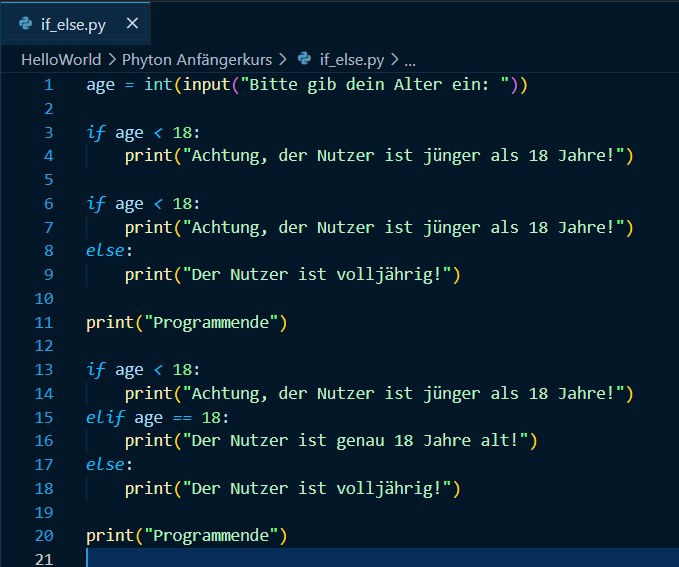 if_else.py ×
HelloWorld > Phyton Anfängerkurs > if_else.py > ...
1 age = int(input("Bitte gib dein Alter ein: "))
2
3 if age < 18:
4     print("Achtung, der Nutzer ist jünger als 18 Jahre!")
5
6 if age < 18:
7     print("Achtung, der Nutzer ist jünger als 18 Jahre!")
8 else:
9     print("Der Nutzer ist volljährig!")
10
11 print("Programmende")
12
13 if age < 18:
14     print("Achtung, der Nutzer ist jünger als 18 Jahre!")
15 elif age == 18:
16     print("Der Nutzer ist genau 18 Jahre alt!")
17 else:
18     print("Der Nutzer ist volljährig!")
19
20 print("Programmende")
21